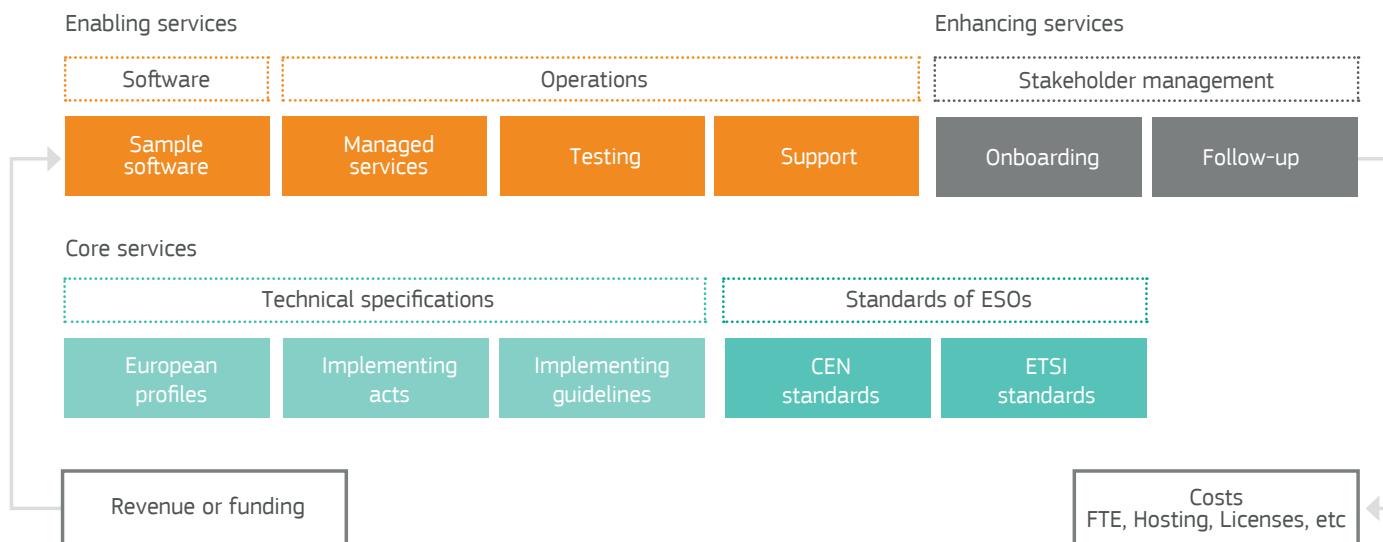 Enabling services
Enhancing services
Software
Operations
Stakeholder management
Sample
software
Managed
services
Testing
Support
Onboarding
Follow-up
Core services
Technical specifications
Standards of ESOs
European
profiles
Implementing
acts
Implementing
guidelines
CEN
standards
ETSI
standards
Revenue or funding
Costs
FTE, Hosting, Licenses, etc